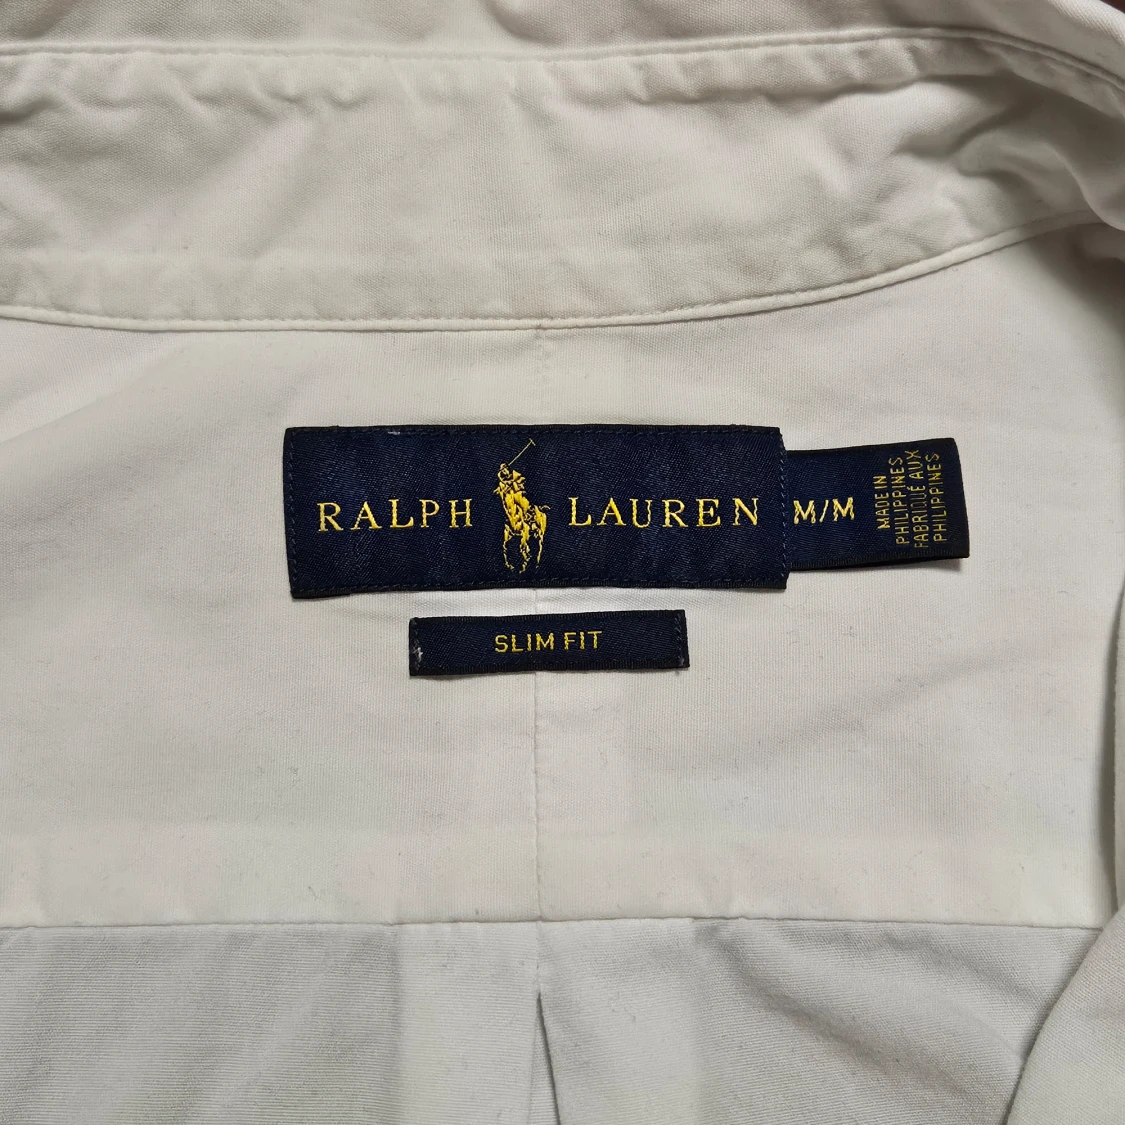 RALPH LAUREN
M/M
MADE IN
PHILIPPINES
FABRIQUÉ AUX
PHILIPPINES
SLIM FIT